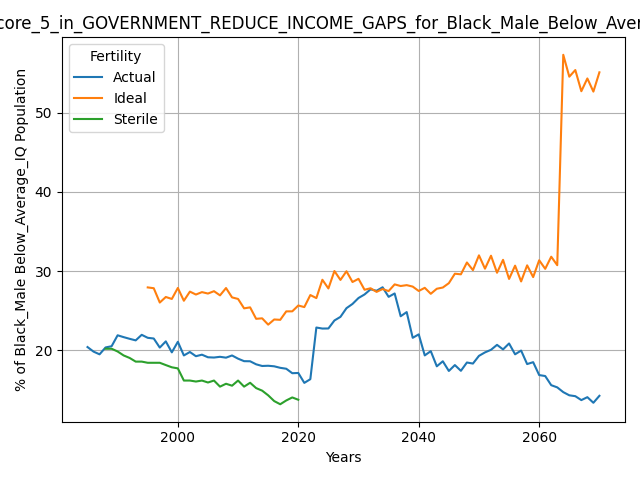 core_5_in_GOVERNMENT_REDUCE_INCOME_GAPS_for_Black_Male_Below_Aver
% of Black_Male Below_Average_IQ Population
Fertility
Actual
Ideal
Sterile
50
40
30
20
2000
2020
2040
2060
Years